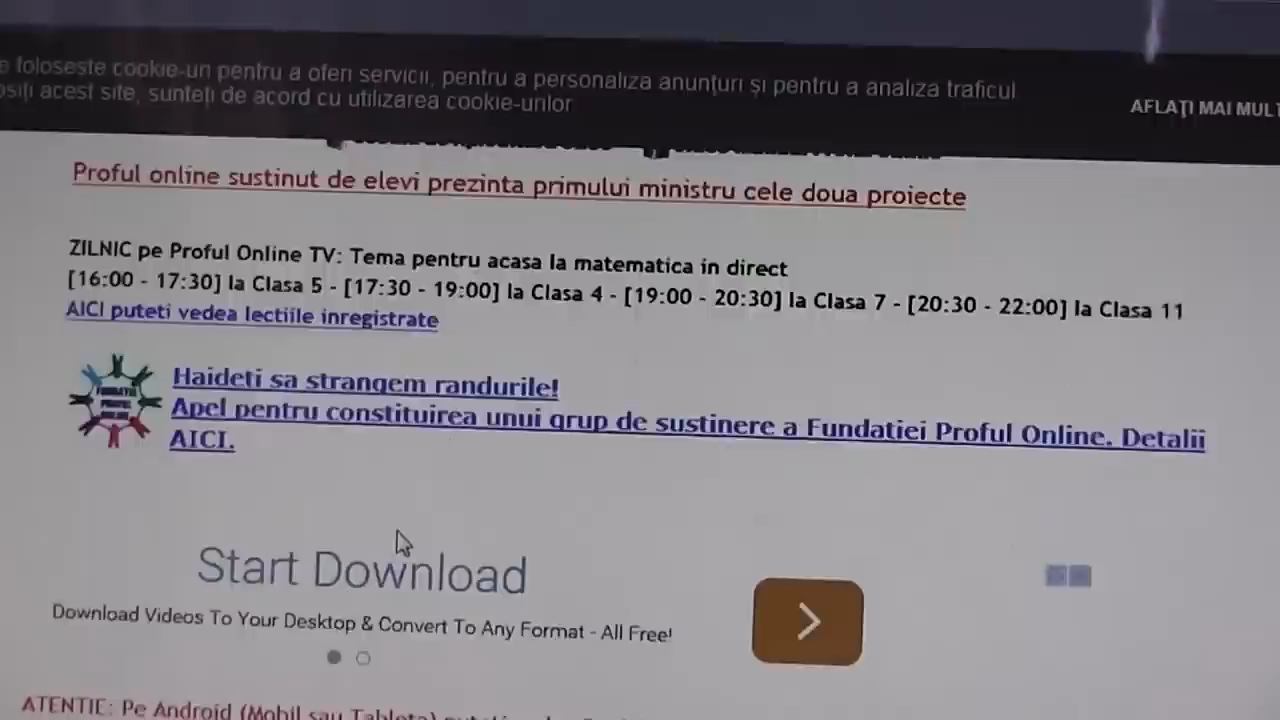 foloseste cookie-uri pentru a oferi servicii, pentru a personaliza anunțuri și pentru a analiza traficul
acest site, sunteți de acord cu utilizarea cookie-urilor
AFLAȚI MAI MULT
Proful online sustinut de elevi prezinta primului ministru cele doua proiecte
ZILNIC pe Proful Online TV: Tema pentru acasa la matematica in direct
[16:00 - 17:30] la Clasa 5 - [17:30 - 19:00] la Clasa 4 - [19:00 - 20:30] la Clasa 7 - [20:30 - 22:00] la Clasa 11
AICI puteti vedea lectiile inregistrate
Haideti sa strangem randurile!
Apel pentru constituirea unui grup de sustinere a Fundatiei Proful Online. Detalii
AICI.
Start Download
Download Videos To Your Desktop & Convert To Any Format - All Free!
ATENTIE: Pe Android (Mobil sau Tableta)